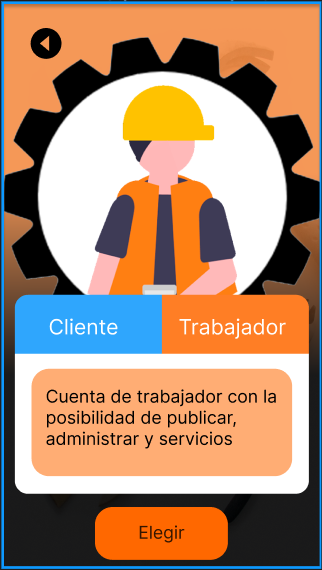 Cliente
Trabajador
Cuenta de trabajador con la
posibilidad de publicar,
administrar y servicios
Elegir